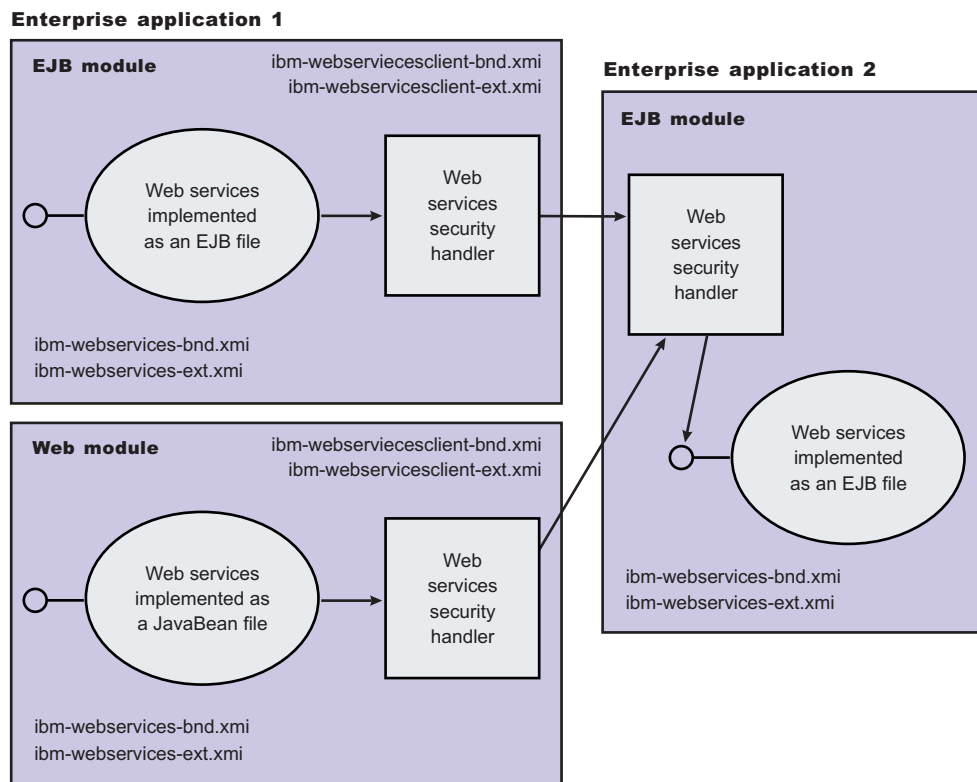 Enterprise application 1
EJB module
ibm-webserviecesclient-bnd.xmi
ibm-webservicesclient-ext.xmi
Web services
implemented
as an EJB file
Web
services
security
handler
ibm-webservices-bnd.xmi
ibm-webservices-ext.xmi
Web module
ibm-webserviecesclient-bnd.xmi
ibm-webservicesclient-ext.xmi
Web services
implemented as
a JavaBean file
Web
services
security
handler
ibm-webservices-bnd.xmi
ibm-webservices-ext.xmi
Enterprise application 2
EJB module
Web
services
security
handler
Web services
implemented
as an EJB file
ibm-webservices-bnd.xmi
ibm-webservices-ext.xmi